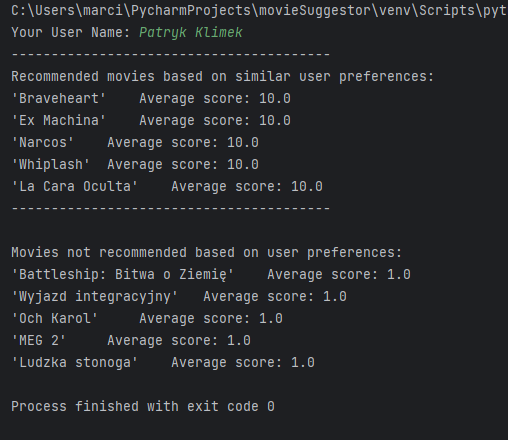 C:\Users\marci\PycharmProjects\movieSuggestor\venv\Scripts\pyt
Your User Name: Patryk Klimek
----------------------------------------
Recommended movies based on similar user preferences:
'Braveheart'    Average score: 10.0
'Ex Machina'    Average score: 10.0
'Narcos'    Average score: 10.0
'Whiplash'  Average score: 10.0
'La Cara Oculta'    Average score: 10.0
----------------------------------------
Movies not recommended based on user preferences:
'Battleship: Bitwa o Ziemię'    Average score: 1.0
'Wyjazd integracyjny'   Average score: 1.0
'Och Karol'     Average score: 1.0
'MEG 2'     Average score: 1.0
'Ludzka stonoga'    Average score: 1.0
Process finished with exit code 0